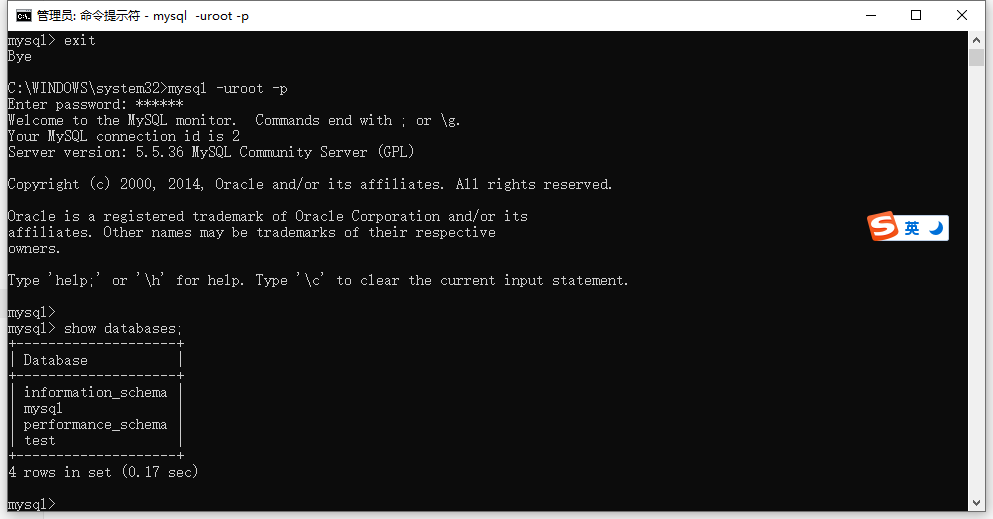 管理员: 命令提示符 - mysql  -uroot -p
mysql> exit
Bye
C:\WINDOWS\system32>mysql -uroot -p
Enter password: ******
Welcome to the MySQL monitor.  Commands end with ; or \g.
Your MySQL connection id is 2
Server version: 5.5.36 MySQL Community Server (GPL)
Copyright (c) 2000, 2014, Oracle and/or its affiliates. All rights reserved.
Oracle is a registered trademark of Oracle Corporation and/or its
affiliates. Other names may be trademarks of their respective
owners.
Type 'help;' or '\h' for help. Type '\c' to clear the current input statement.
mysql>
mysql> show databases;
+--------------------+
| Database           |
+--------------------+
| information_schema |
| mysql              |
| performance_schema |
| test               |
+--------------------+
4 rows in set (0.17 sec)
mysql>
S 英